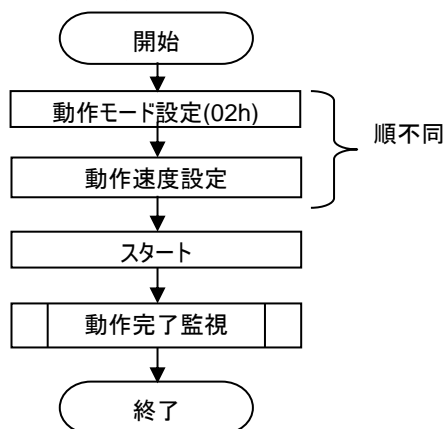 開始
動作モード設定(02h)
動作速度設定
順不同
スタート
動作完了監視
終了